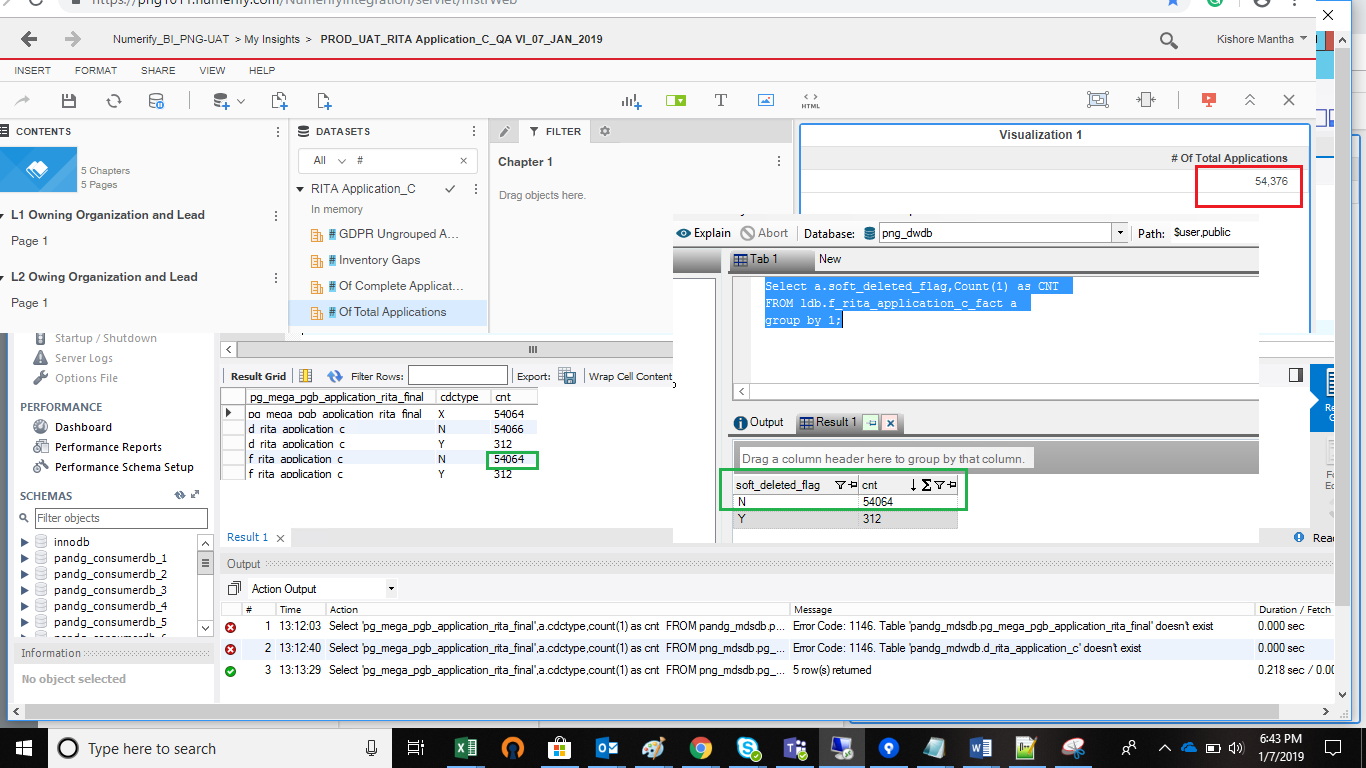 Numerify_BI_PNG-UAT > My Insights > PROD_UAT_RITA Application_C_QA VI_07_JAN_2019
Kishore Mantha
INSERT FORMAT SHARE VIEW HELP
HTML
CONTENTS
5 Chapters
5 Pages
L1 Owning Organization and Lead
Page 1
L2 Owing Organization and Lead
Page 1
DATASETS
All #
RITA Application_C
In memory
# GDPR Ungrouped A...
# Inventory Gaps
# Of Complete Applicat...
# Of Total Applications
FILTER
Chapter 1
Drag objects here.
Visualization 1
# Of Total Applications
54,376
Explain Abort Database: png_dwdb Path: $user,public
Tab 1 New
Select a.soft_deleted_flag,Count(1) as CNT
FROM ldb.f_rita_application_c_fact a
group by 1;
Output Result 1
Drag a column header here to group by that column.
soft_deleted_flag cnt
N 54064
Y 312
Startup / Shutdown
Server Logs
Options File
PERFORMANCE
Dashboard
Performance Reports
Performance Schema Setup
SCHEMAS
Filter objects
innodb
pandg_consumerdb_1
pandg_consumerdb_2
pandg_consumerdb_3
pandg_consumerdb_4
pandg_consumerdb_5
Information
No object selected
Result Grid Filter Rows: Export: Wrap Cell Content
pg_mega_pgb_application_rita_final cdctype cnt
pg_mega_pgb_application_rita_final X 54064
d_rita_application_c N 54066
d_rita_application_c Y 312
f_rita_application_c N 54064
f_rita_application_c Y 312
Result 1
Output
Action Output
# Time Action Message Duration / Fetch
1 13:12:03 Select 'pg_mega_pgb_application_rita_final',a.cdctype,count(1) as cnt FROM pandg_mdsdb.p... Error Code: 1146. Table 'pandg_mdsdb.pg_mega_pgb_application_rita_final' doesn't exist 0.000 sec
2 13:12:40 Select 'pg_mega_pgb_application_rita_final',a.cdctype,count(1) as cnt FROM png_mdsdb.pg_... Error Code: 1146. Table 'pandg_mdwdb.d_rita_application_c' doesn't exist 0.000 sec
3 13:13:29 Select 'pg_mega_pgb_application_rita_final',a.cdctype,count(1) as cnt FROM png_mdsdb.pg_... 5 row(s) returned 0.218 sec / 0.00
Type here to search
6:43 PM
1/7/2019